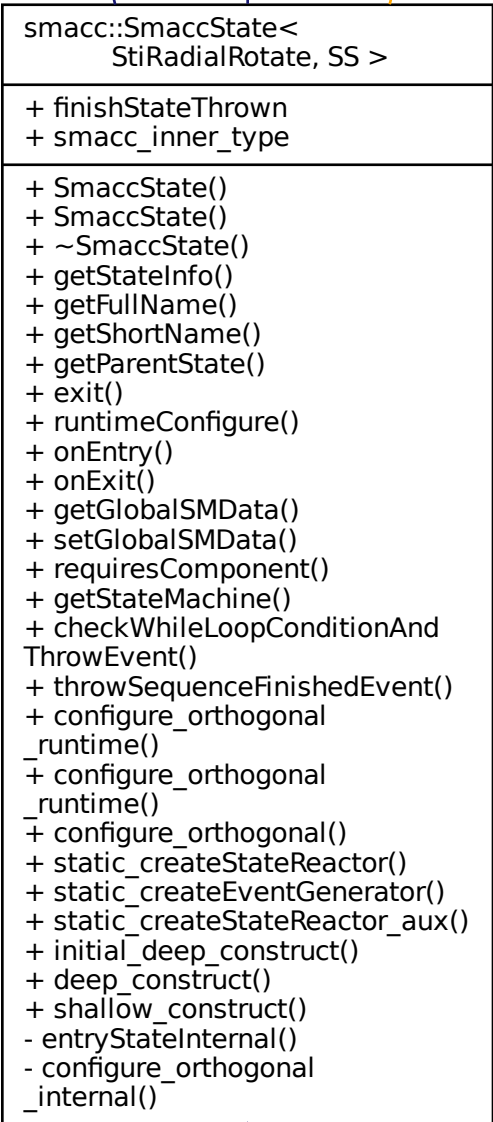 smacc::SmaccState<
StiRadialRotate, SS >
+ finishStateThrown
+ smacc_inner_type
+ SmaccState()
+ SmaccState()
+ ~SmaccState()
+ getStateInfo()
+ getFullName()
+ getShortName()
+ getParentState()
+ exit()
+ runtimeConfigure()
+ onEntry()
+ onExit()
+ getGlobalSMData()
+ setGlobalSMData()
+ requiresComponent()
+ getStateMachine()
+ checkWhileLoopConditionAnd
ThrowEvent()
+ throwSequenceFinishedEvent()
+ configure_orthogonal
_runtime()
+ configure_orthogonal
_runtime()
+ configure_orthogonal()
+ static_createStateReactor()
+ static_createEventGenerator()
+ static_createStateReactor_aux()
+ initial_deep_construct()
+ deep_construct()
+ shallow_construct()
- entryStateInternal()
- configure_orthogonal
_internal()